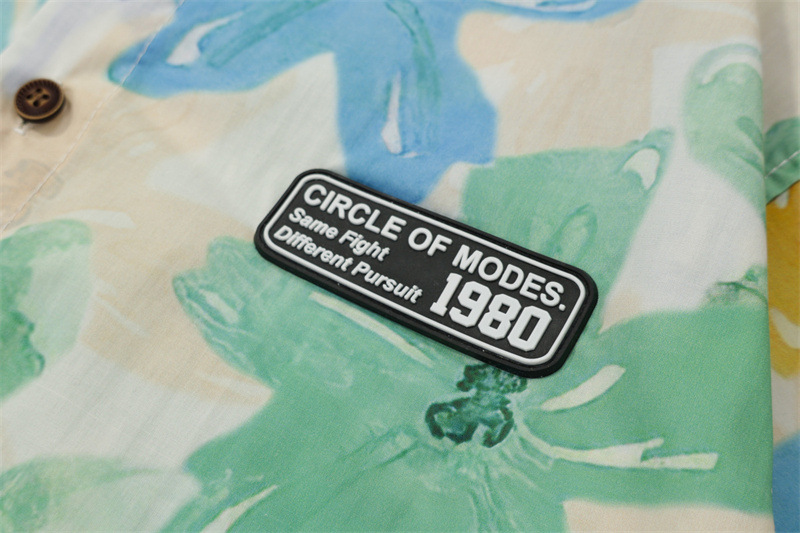 CIRCLE OF MODES.
Same Fight
Different Pursuit
1980